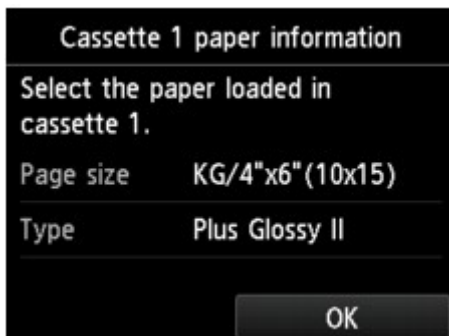 Cassette 1 paper information
Select the paper loaded in
cassette 1.
Page size KG/4"x6"(10x15)
Type Plus Glossy II
OK